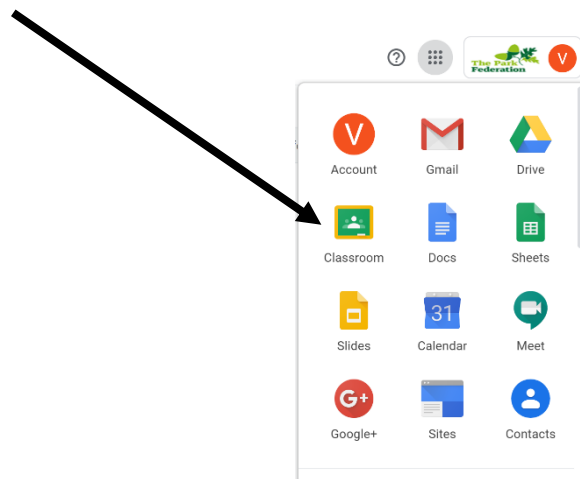 The Park
Federation
V
V
Account
Gmail
Drive
Classroom
Docs
Sheets
31
Slides
Calendar
Meet
G+
Google+
Sites
Contacts